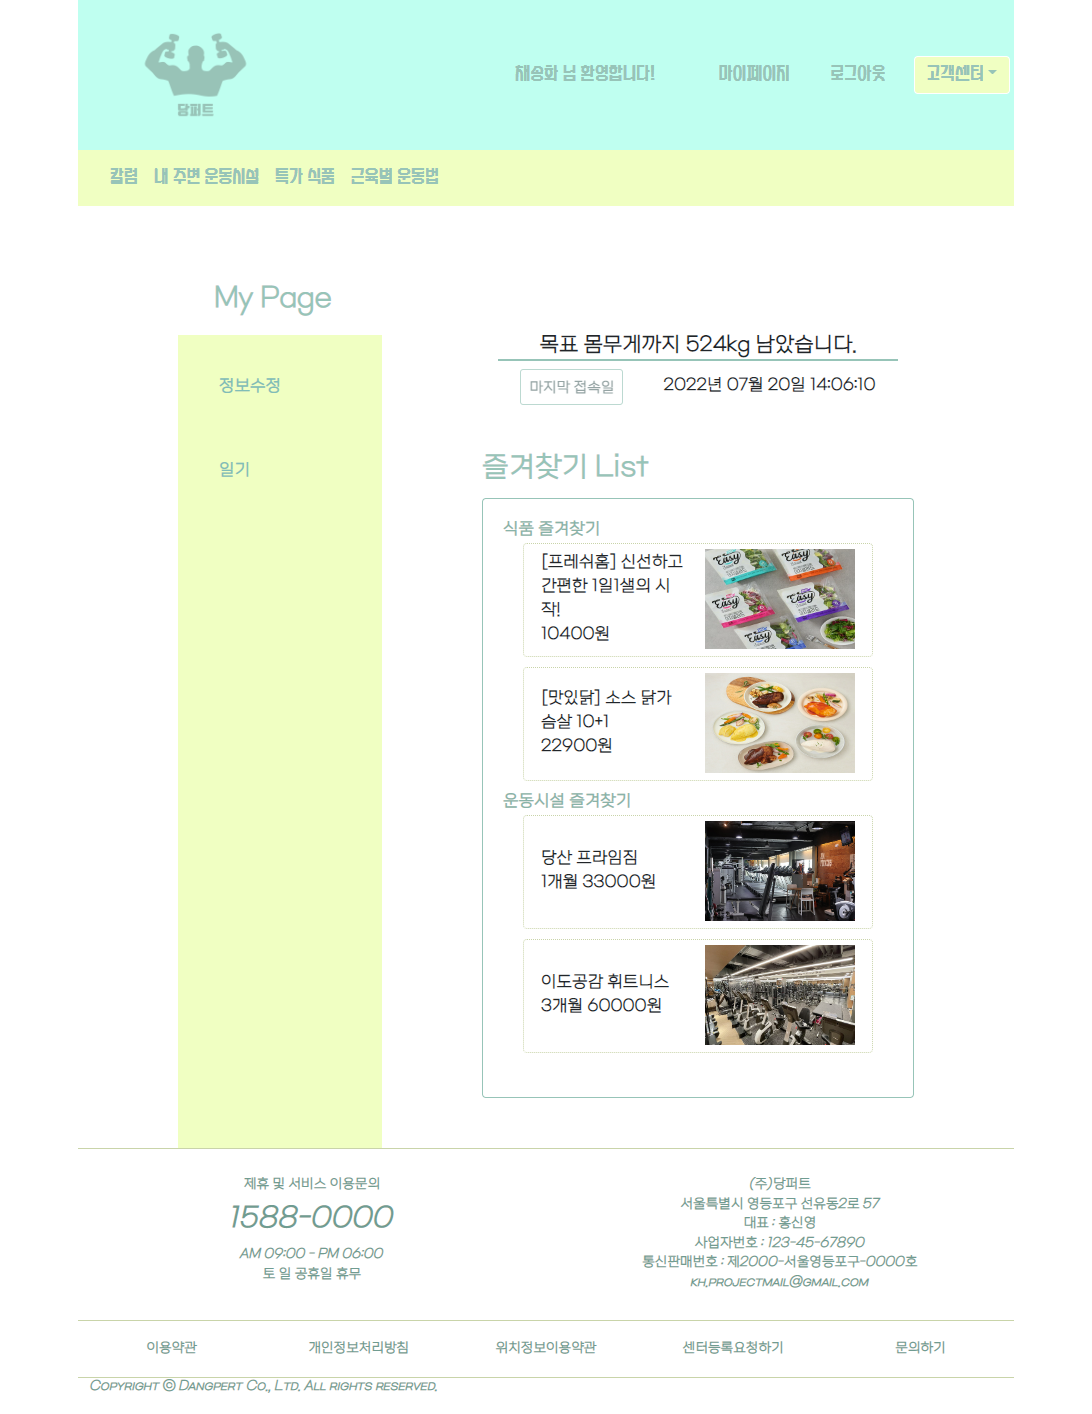 당퍼트
채송화 님 환영합니다!
마이페이지
로그아웃
고객센터
칼럼
내 주변 운동시설
특가 식품
근육별 운동법
My Page
정보수정
일기
목표 몸무게까지 524kg 남았습니다.
마지막 접속일
2022년 07월 20일 14:06:10
즐겨찾기 List
식품 즐겨찾기
[프레쉬홈] 신선하고
간편한 1일1샐의 시
작!
10400원
Easy
Easy
Easy
Easy
Easy
[맛있닭] 소스 닭가
슴살 10+1
22900원
운동시설 즐겨찾기
당산 프라임짐
1개월 33000원
이도공감 휘트니스
3개월 60000원
제휴 및 서비스 이용문의
1588-0000
AM 09:00 - PM 06:00
토 일 공휴일 휴무
(주)당퍼트
서울특별시 영등포구 선유동2로 57
대표 : 홍신영
사업자번호 : 123-45-67890
통신판매번호 : 제2000-서울영등포구-0000호
KH.PROJECTMAIL@GMAIL.COM
이용약관
개인정보처리방침
위치정보이용약관
센터등록요청하기
문의하기
Copyright ⓒ Dangpert Co., Ltd. All rights reserved.